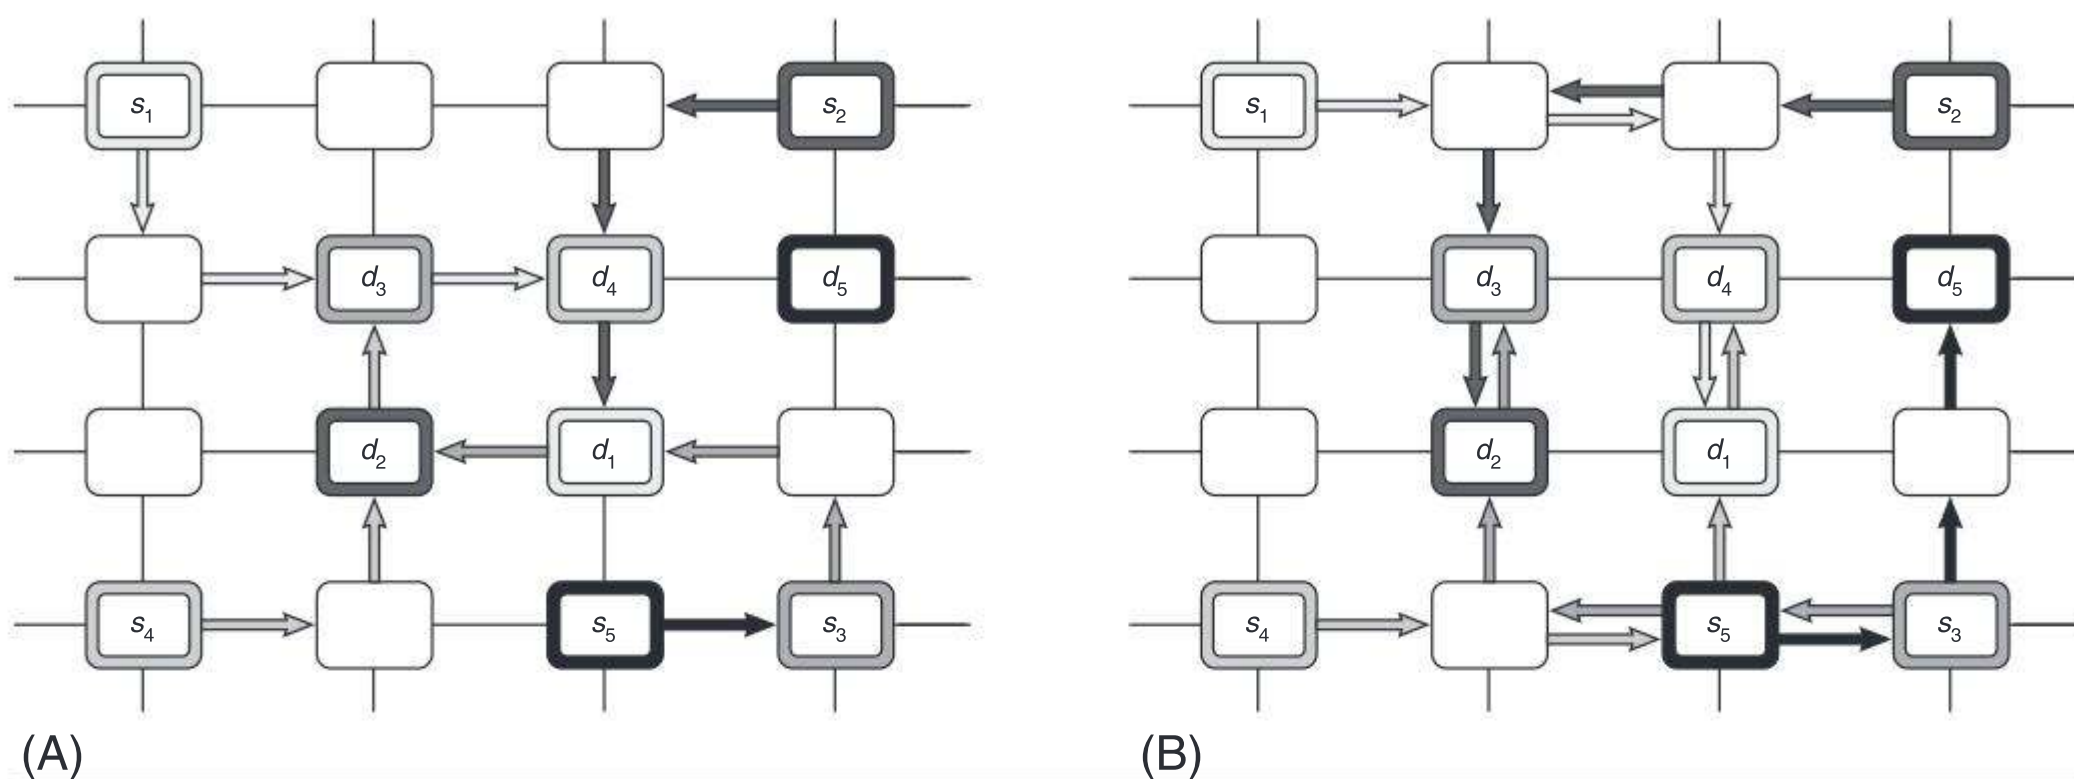 s1 s2 s1 s2
d3 d4 d5 d3 d4 d5
d2 d1 d2 d1
s4 s5 s3 s4 s5 s3
(A) (B)